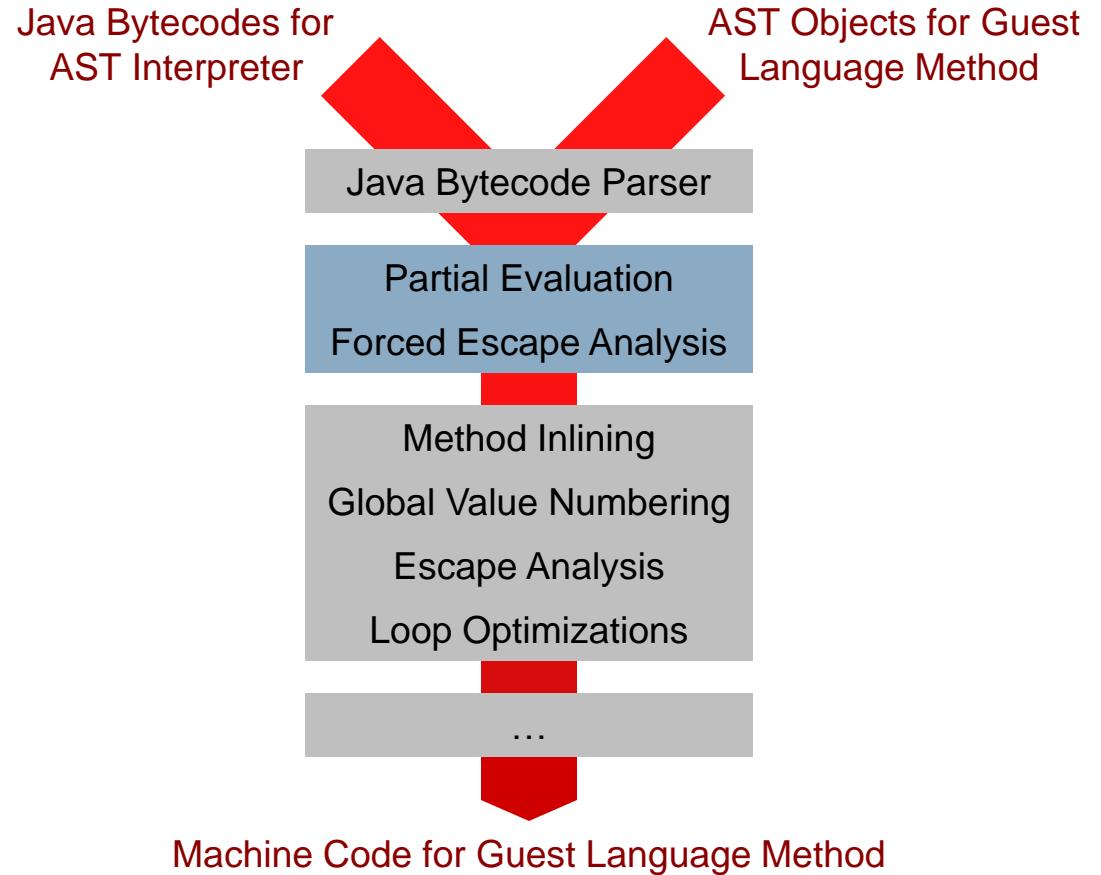 Java Bytecodes for
AST Interpreter
AST Objects for Guest
Language Method
Java Bytecode Parser
Partial Evaluation
Forced Escape Analysis
Method Inlining
Global Value Numbering
Escape Analysis
Loop Optimizations
…
Machine Code for Guest Language Method